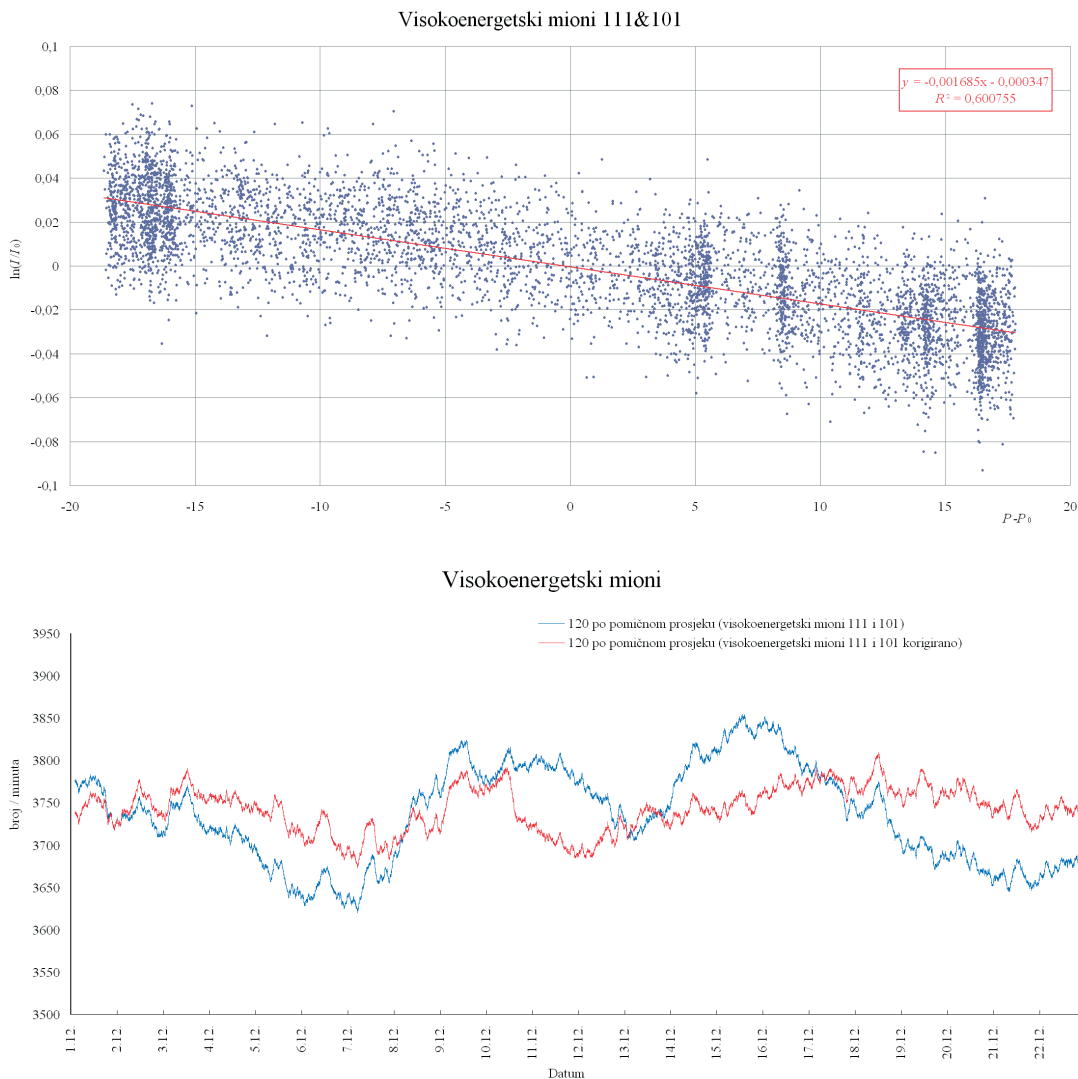 Visokoenergetski mioni 111&101
y = -0,001685x - 0,000347
R² = 0,600755
ln(I/I₀)
0,1
0,08
0,06
0,04
0,02
0
-0,02
-0,04
-0,06
-0,08
-0,1
-20 -15 -10 -5 0 5 10 15 20
P-P₀
Visokoenergetski mioni
120 po pomičnom prosjeku (visokoenergetski mioni 111 i 101)
120 po pomičnom prosjeku (visokoenergetski mioni 111 i 101 korigirano)
broj / minuta
3950
3900
3850
3800
3750
3700
3650
3600
3550
3500
1.12. 2.12. 3.12. 4.12. 5.12. 6.12. 7.12. 8.12. 9.12. 10.12. 11.12. 12.12. 13.12. 14.12. 15.12. 16.12. 17.12. 18.12. 19.12. 20.12. 21.12. 22.12.
Datum